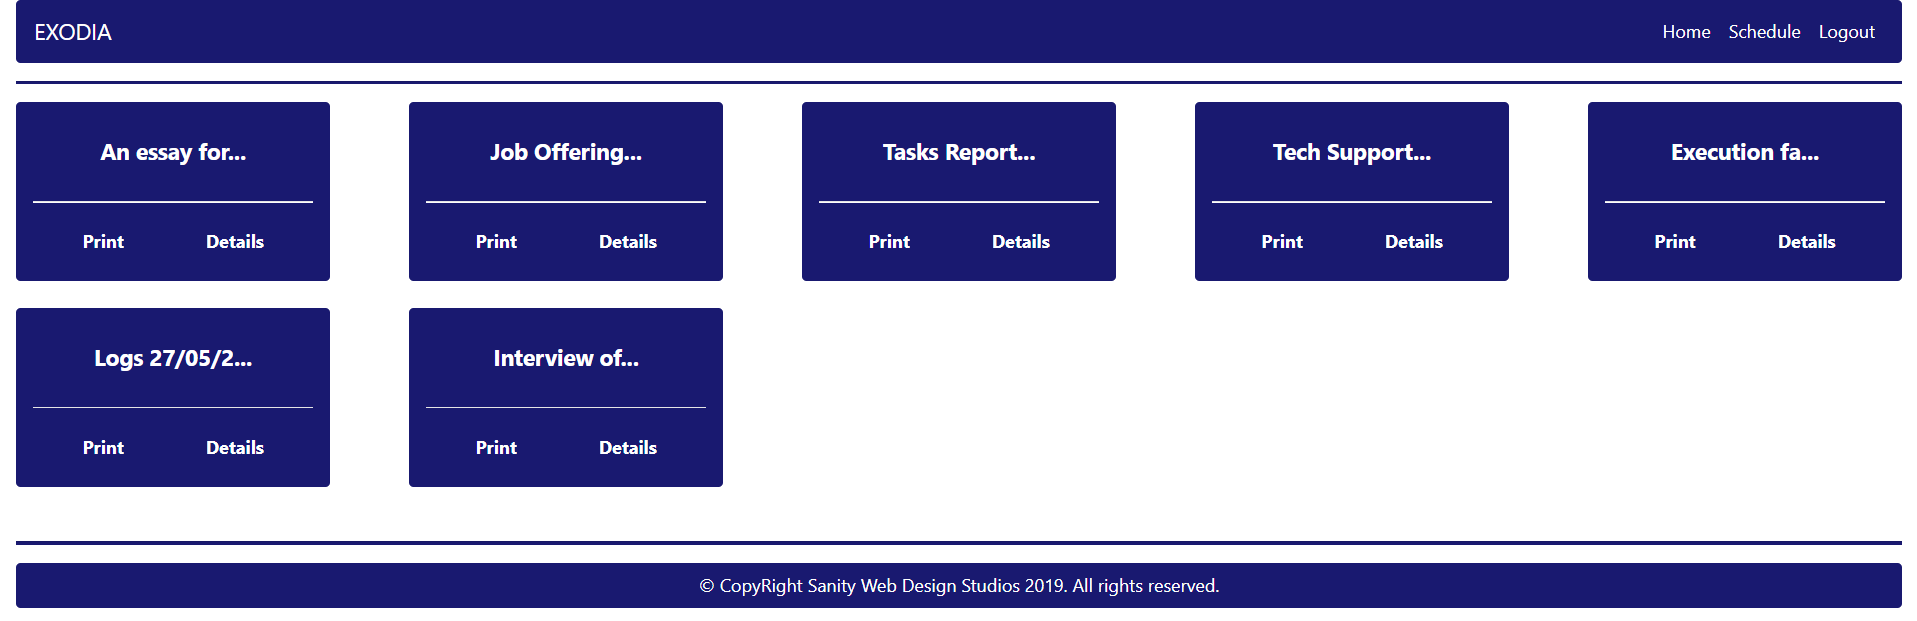 EXODIA
Home Schedule Logout
An essay for...
Print Details
Job Offering...
Print Details
Tasks Report...
Print Details
Tech Support...
Print Details
Execution fa...
Print Details
Logs 27/05/2...
Print Details
Interview of...
Print Details
© CopyRight Sanity Web Design Studios 2019. All rights reserved.